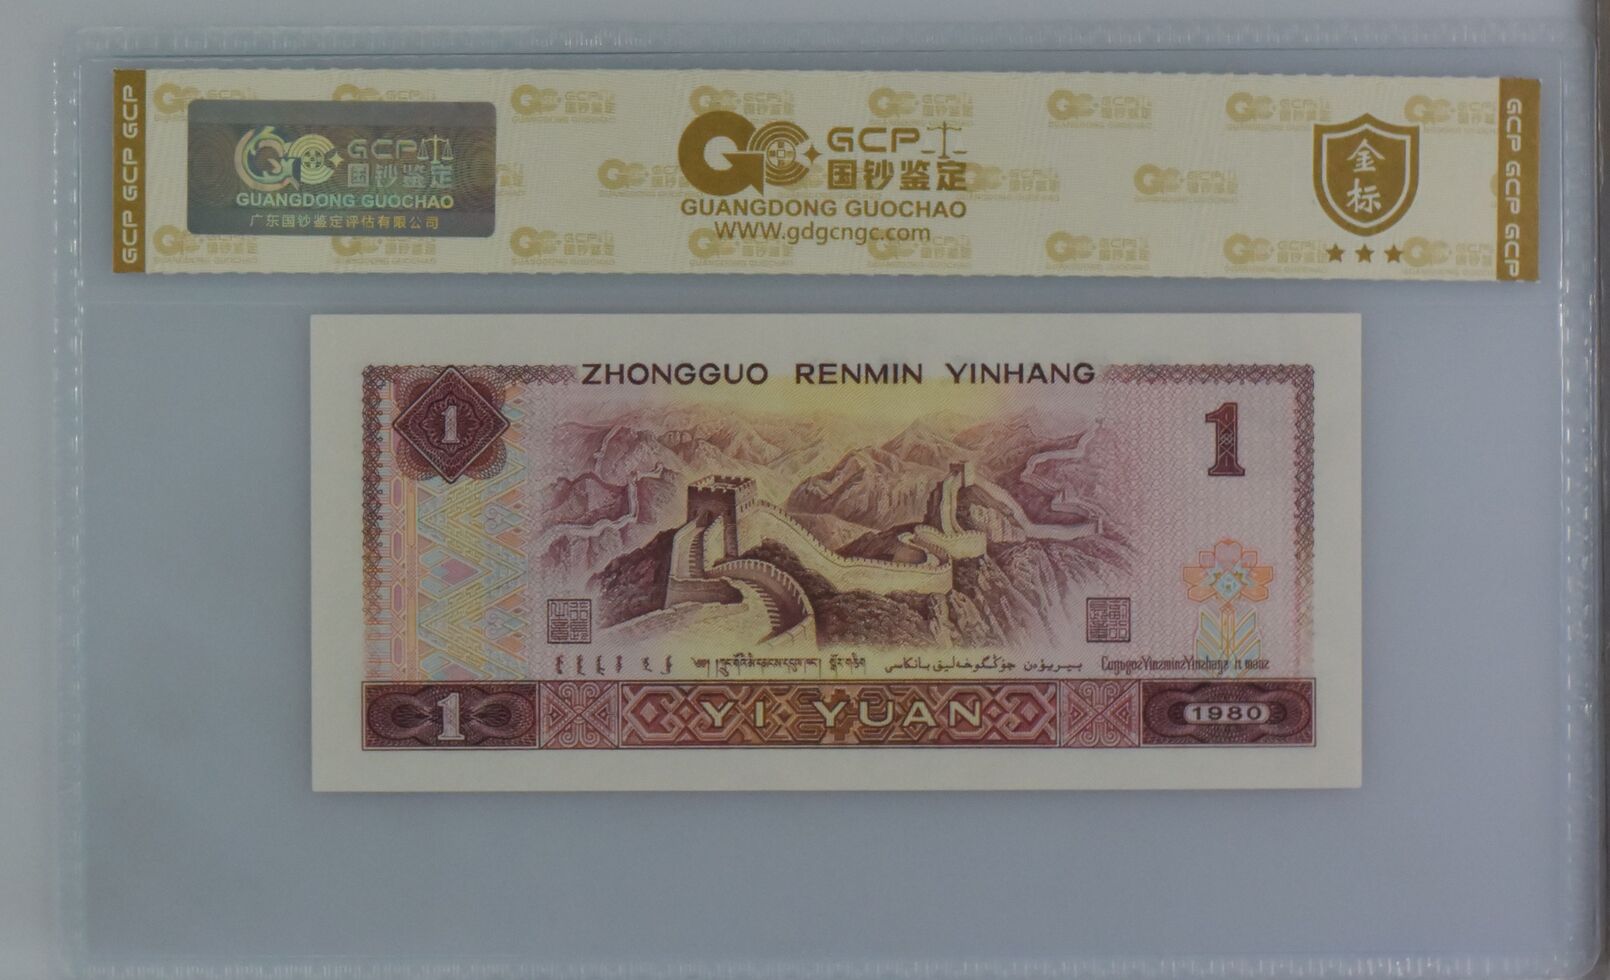 GCP GCP GCP
GCP
国钞鉴定
GUANGDONG GUOCHAO
广东国钞鉴定评估有限公司
GCP
国钞鉴定
GUANGDONG GUOCHAO
WWW.gdgcngc.com
金标
GCP GCP GCP
ZHONGGUO RENMIN YINHANG
1
1
1
YI YUAN
1980